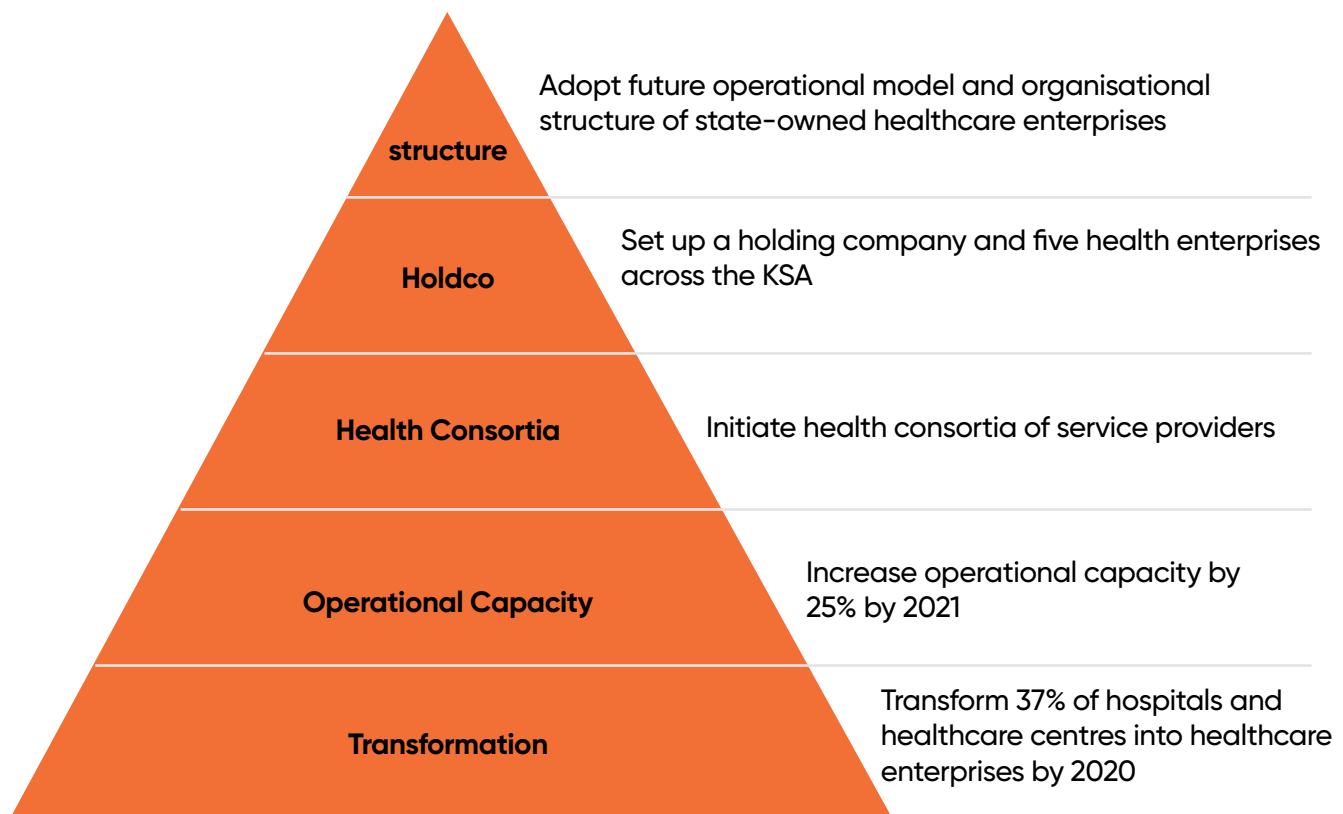 Adopt future operational model and organisational
structure of state-owned healthcare enterprises
structure
Set up a holding company and five health enterprises
across the KSA
Holdco
Health Consortia
Initiate health consortia of service providers
Increase operational capacity by
25% by 2021
Operational Capacity
Transform 37% of hospitals and
healthcare centres into healthcare
enterprises by 2020
Transformation